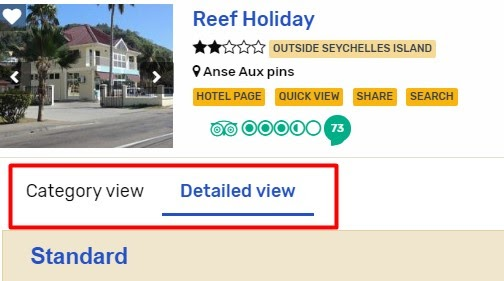 Reef Holiday
OUTSIDE SEYCHELLES ISLAND
Anse Aux pins
HOTEL PAGE QUICK VIEW SHARE SEARCH
73
Category view Detailed view
Standard